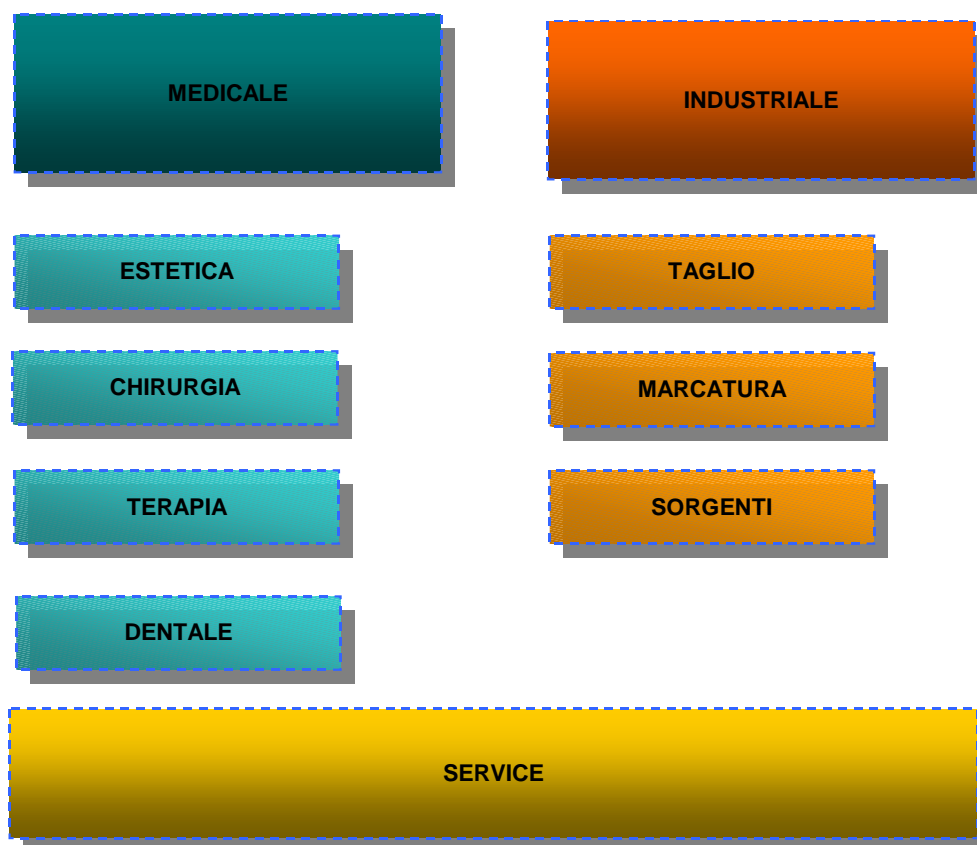 MEDICALE
INDUSTRIALE
ESTETICA
TAGLIO
CHIRURGIA
MARCATURA
TERAPIA
SORGENTI
DENTALE
SERVICE